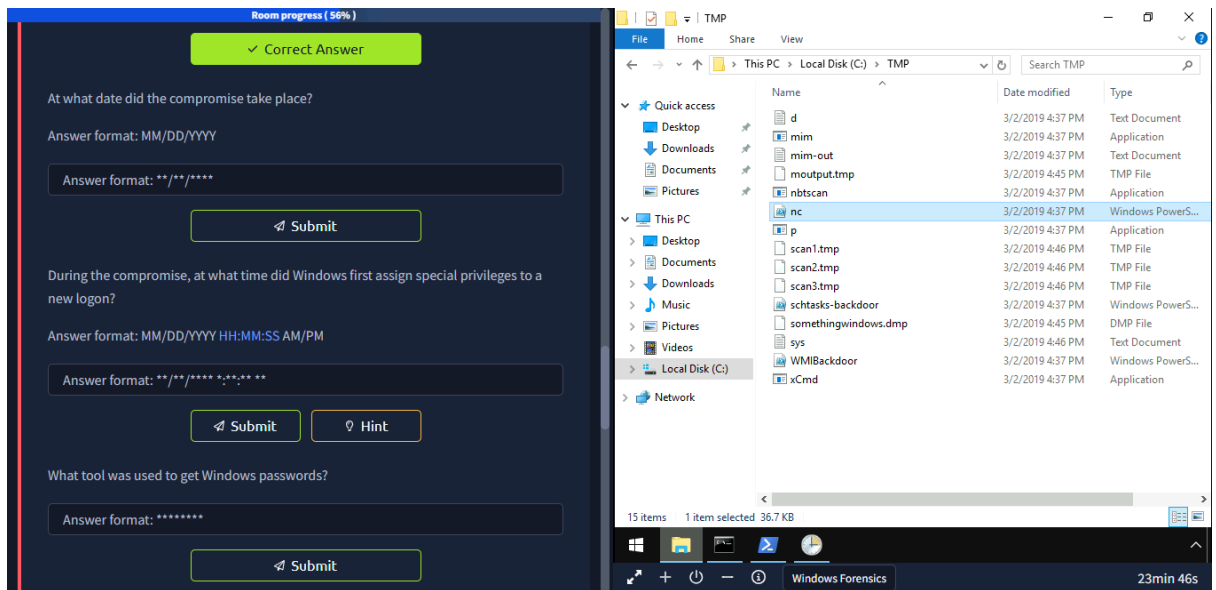 Room progress ( 56% )
Correct Answer
At what date did the compromise take place?
Answer format: MM/DD/YYYY
Answer format: **/**/****
Submit
During the compromise, at what time did Windows first assign special privileges to a
new logon?
Answer format: MM/DD/YYYY HH:MM:SS AM/PM
Answer format: **/**/**** *:**:** **
Submit
Hint
What tool was used to get Windows passwords?
Answer format: ********
Submit
TMP
File Home Share View
This PC > Local Disk (C:) > TMP
Search TMP
Quick access
Desktop
Downloads
Documents
Pictures
This PC
Desktop
Documents
Downloads
Music
Pictures
Videos
Local Disk (C:)
Network
Name Date modified Type
d 3/2/2019 4:37 PM Text Document
mim 3/2/2019 4:37 PM Application
mim-out 3/2/2019 4:37 PM Text Document
moutput.tmp 3/2/2019 4:45 PM TMP File
nbtscan 3/2/2019 4:37 PM Application
nc 3/2/2019 4:37 PM Windows PowerS...
p 3/2/2019 4:37 PM Application
scan1.tmp 3/2/2019 4:46 PM TMP File
scan2.tmp 3/2/2019 4:46 PM TMP File
scan3.tmp 3/2/2019 4:46 PM TMP File
schtasks-backdoor 3/2/2019 4:37 PM Windows PowerS...
somethingwindows.dmp 3/2/2019 4:45 PM DMP File
sys 3/2/2019 4:46 PM Text Document
WMIBackdoor 3/2/2019 4:37 PM Windows PowerS...
xCmd 3/2/2019 4:37 PM Application
15 items 1 item selected 36.7 KB
Windows Forensics
23min 46s